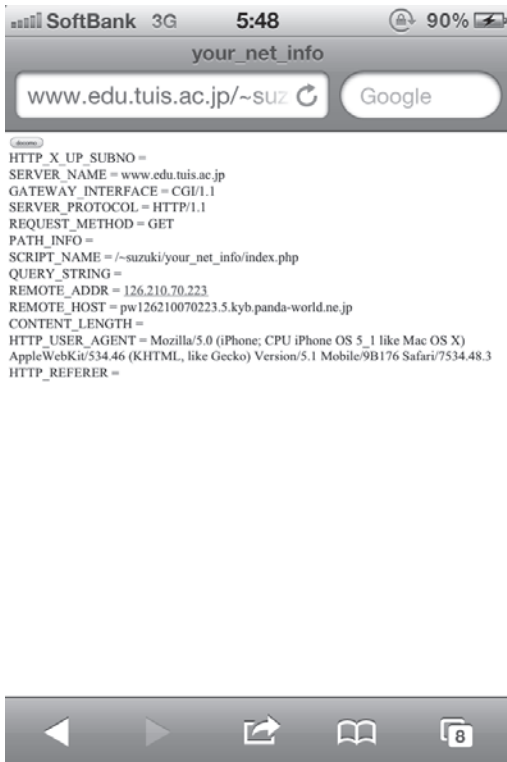 SoftBank 3G 5:48 90%
your_net_info
www.edu.tuis.ac.jp/~suz Google
docomo
HTTP_X_UP_SUBNO =
SERVER_NAME = www.edu.tuis.ac.jp
GATEWAY_INTERFACE = CGI/1.1
SERVER_PROTOCOL = HTTP/1.1
REQUEST_METHOD = GET
PATH_INFO =
SCRIPT_NAME = /~suzuki/your_net_info/index.php
QUERY_STRING =
REMOTE_ADDR = 126.210.70.223
REMOTE_HOST = pw126210070223.5.kyb.panda-world.ne.jp
CONTENT_LENGTH =
HTTP_USER_AGENT = Mozilla/5.0 (iPhone; CPU iPhone OS 5_1 like Mac OS X)
AppleWebKit/534.46 (KHTML, like Gecko) Version/5.1 Mobile/9B176 Safari/7534.48.3
HTTP_REFERER =
8